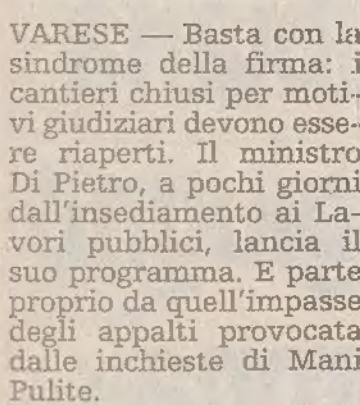 VARESE — Basta con la
sindrome della firma: i
cantieri chiusi per moti-
vi giudiziari devono esse-
re riaperti. Il ministro
Di Pietro, a pochi giorni
dall'insediamento ai La-
vori pubblici, lancia il
suo programma. E parte
proprio da quell'impasse
degli appalti provocata
dalle inchieste di Mani
Pulite.